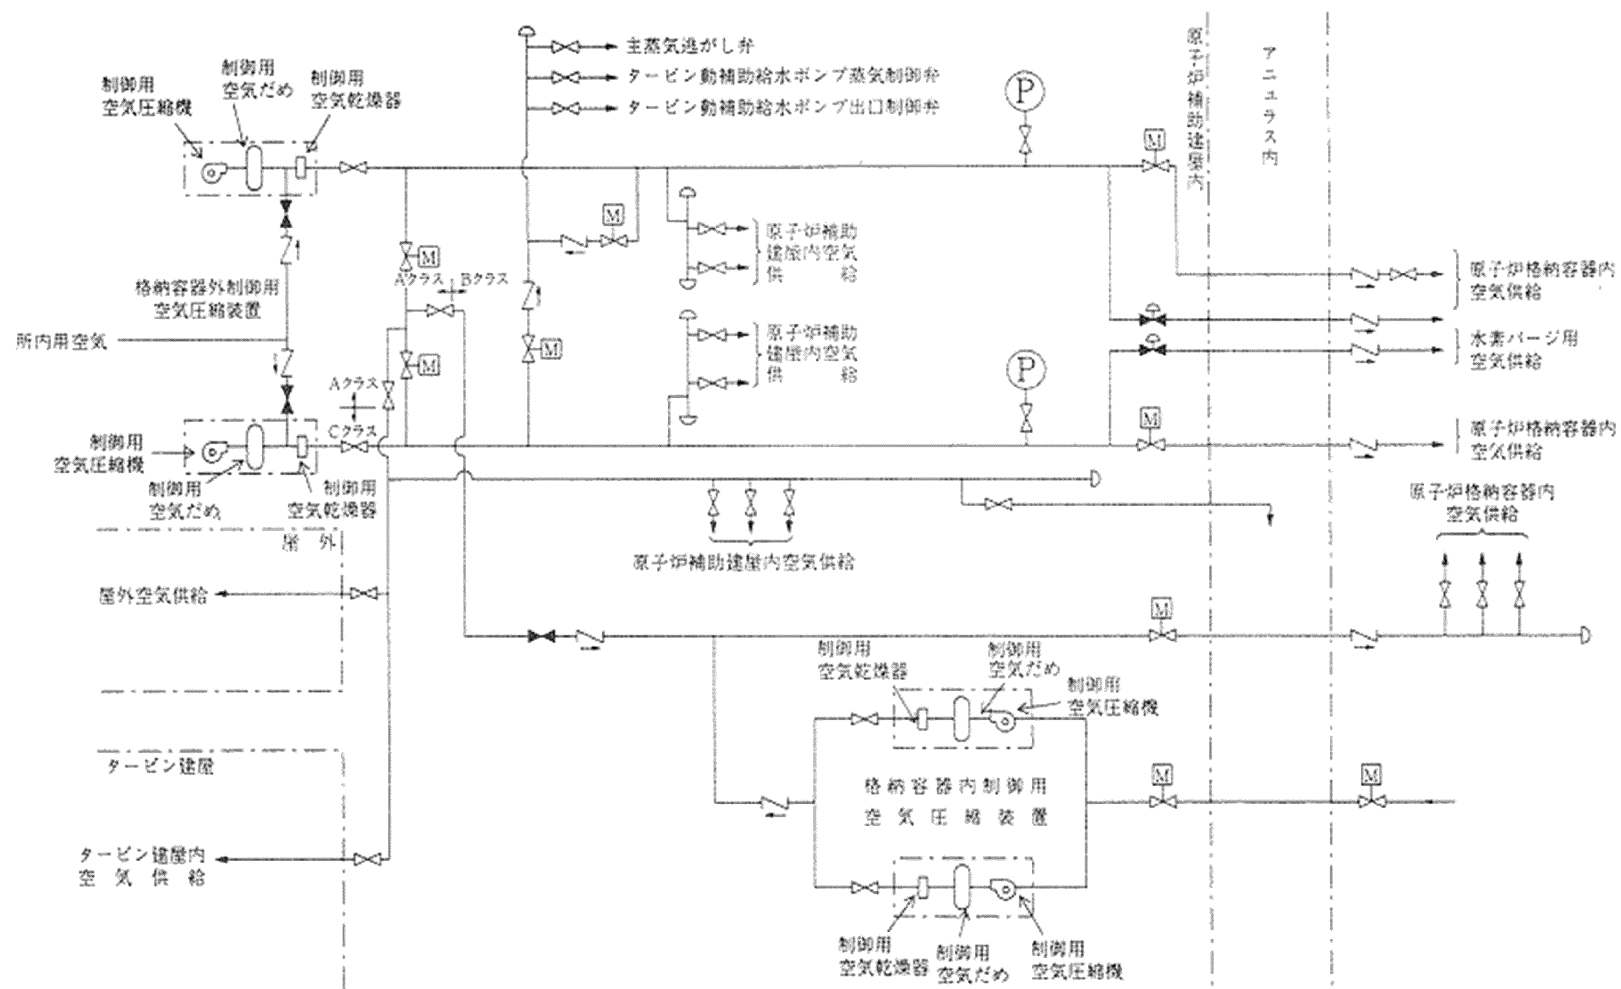 主蒸気逃がし弁
タービン動補助給水ポンプ蒸気制御弁
タービン動補助給水ポンプ出口制御弁
制御用
空気圧縮機
制御用
空気だめ
制御用
空気乾燥器
P
M
原子炉補助建屋内
アニュラス内
M
M
Aクラス
Bクラス
原子炉補助
建屋内空気
供給
原子炉格納容器内
空気供給
格納容器外制御用
空気圧縮装置
所内用空気
M
M
原子炉補助
建屋内空気
供給
P
水素パージ用
空気供給
Aクラス
Cクラス
M
原子炉格納容器内
空気供給
制御用
空気圧縮機
制御用
空気だめ
制御用
空気乾燥器
原子炉格納容器内
空気供給
屋外
原子炉補助建屋内空気供給
屋外空気供給
M
制御用
空気乾燥器
制御用
空気だめ
制御用
空気圧縮機
タービン建屋
格納容器内制御用
空気圧縮装置
M
M
タービン建屋内
空気供給
制御用
空気乾燥器
制御用
空気だめ
制御用
空気圧縮機